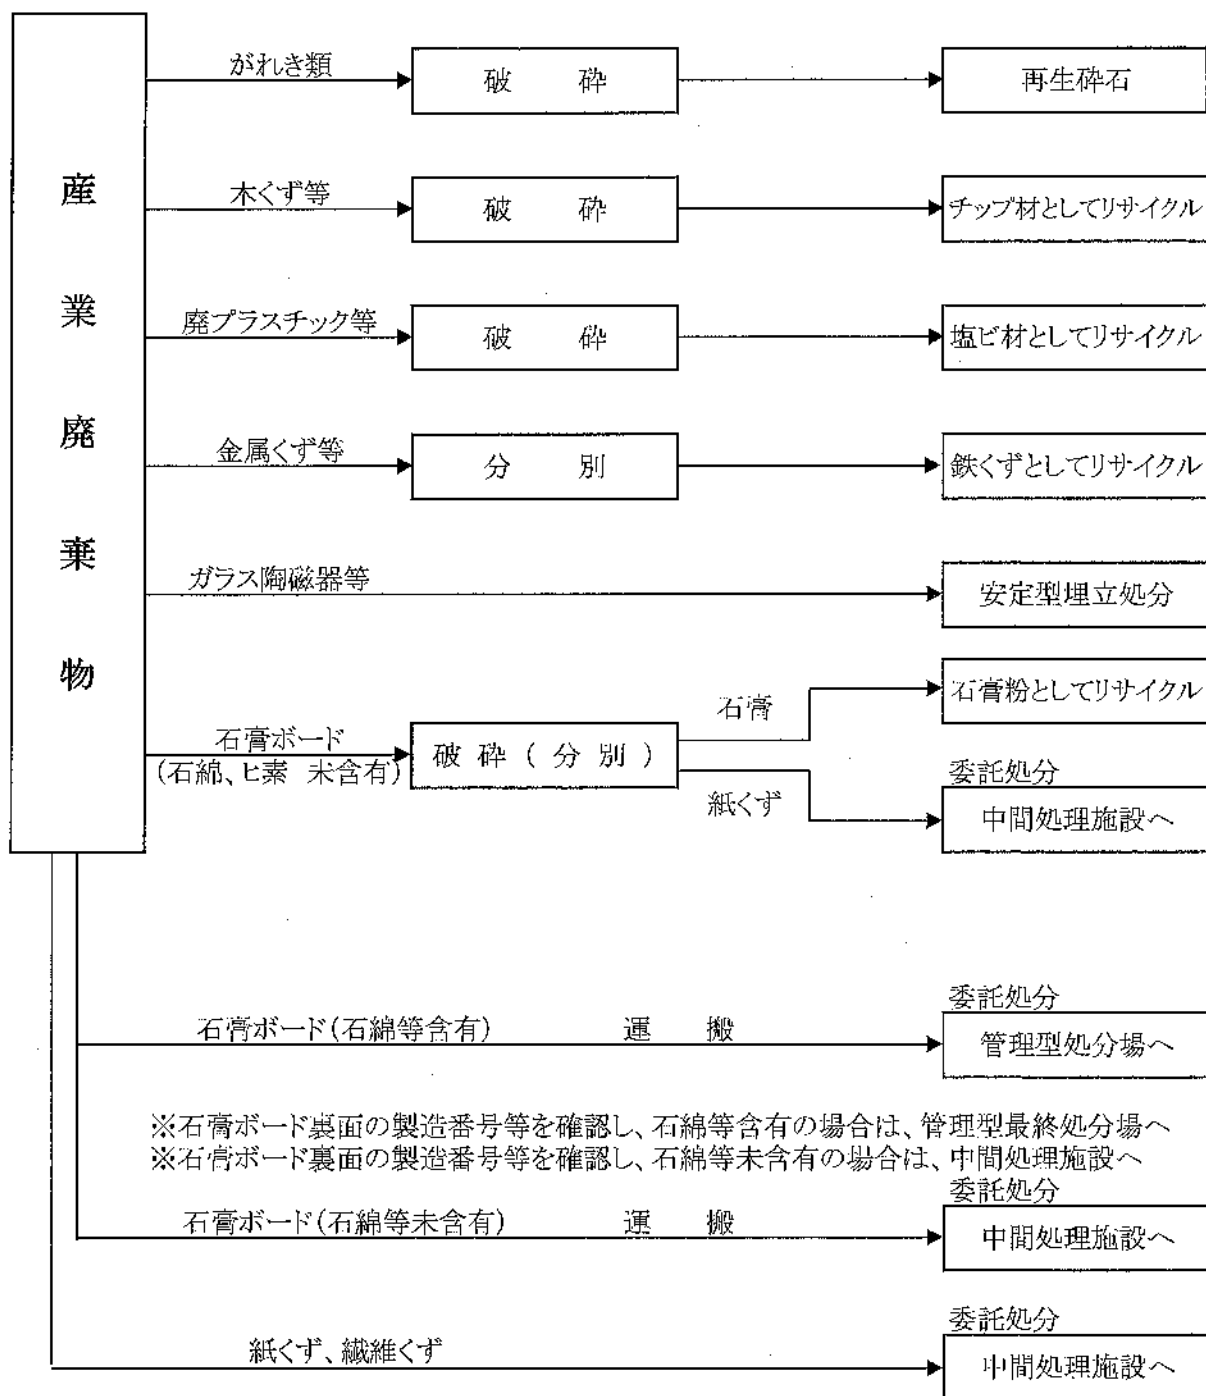 産業廃棄物
がれき類
破砕
再生砕石
木くず等
破砕
チップ材としてリサイクル
廃プラスチック等
破砕
塩ビ材としてリサイクル
金属くず等
分別
鉄くずとしてリサイクル
ガラス陶磁器等
安定型埋立処分
石膏ボード
(石綿、ヒ素 未含有)
破砕(分別)
石膏
石膏粉としてリサイクル
紙くず
委託処分
中間処理施設へ
石膏ボード(石綿等含有) 運搬
委託処分
管理型処分場へ
※石膏ボード裏面の製造番号等を確認し、石綿等含有の場合は、管理型最終処分場へ
※石膏ボード裏面の製造番号等を確認し、石綿等未含有の場合は、中間処理施設へ
石膏ボード(石綿等未含有) 運搬
委託処分
中間処理施設へ
紙くず、繊維くず
委託処分
中間処理施設へ